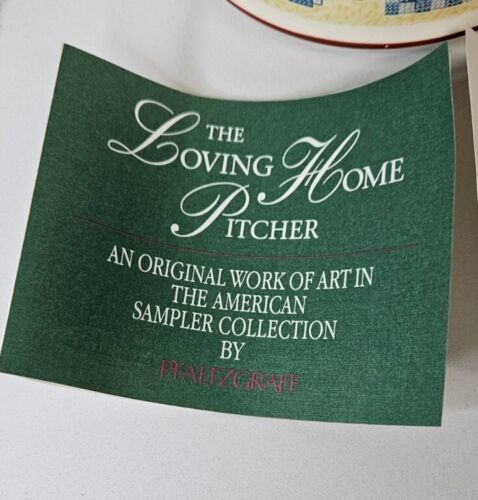 THE
LOVING HOME
PITCHER
AN ORIGINAL WORK OF ART IN
THE AMERICAN
SAMPLER COLLECTION
BY
PFALTZGRAFF